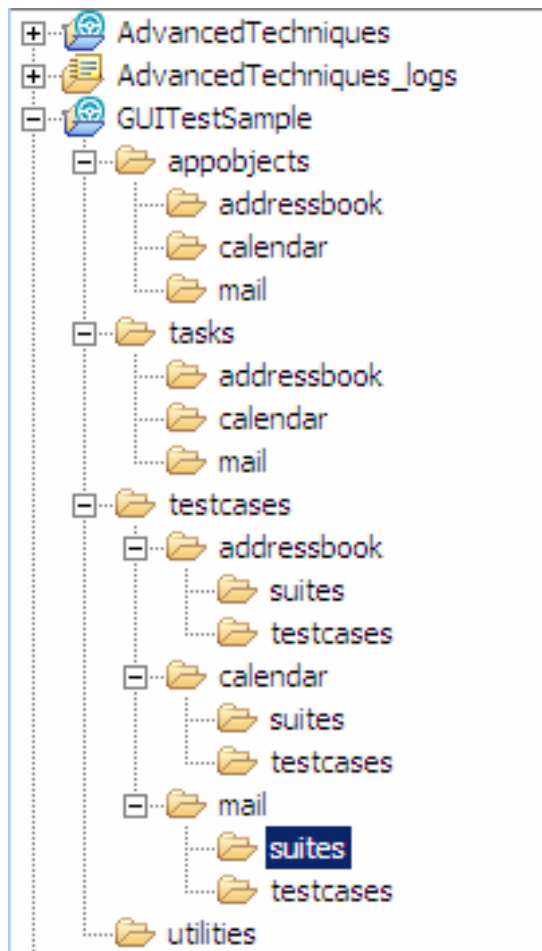 AdvancedTechniques
AdvancedTechniques_logs
GUITestSample
appobjects
addressbook
calendar
mail
tasks
addressbook
calendar
mail
testcases
addressbook
suites
testcases
calendar
suites
testcases
mail
suites
testcases
utilities